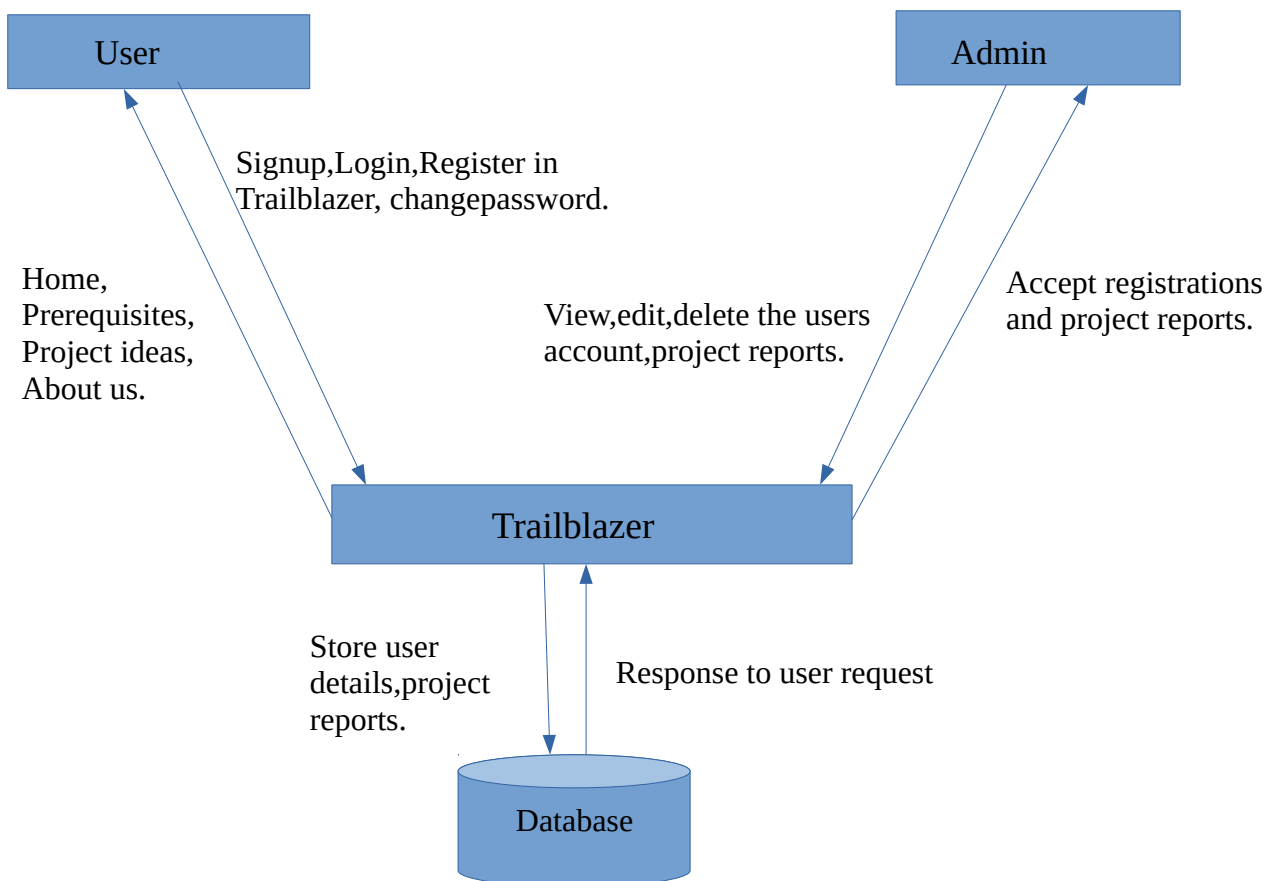 User
Admin
Signup,Login,Register in
Trailblazer, changepassword.
Home,
Prerequisites,
Project ideas,
About us.
View,edit,delete the users
account,project reports.
Accept registrations
and project reports.
Trailblazer
Store user
details,project
reports.
Response to user request
Database